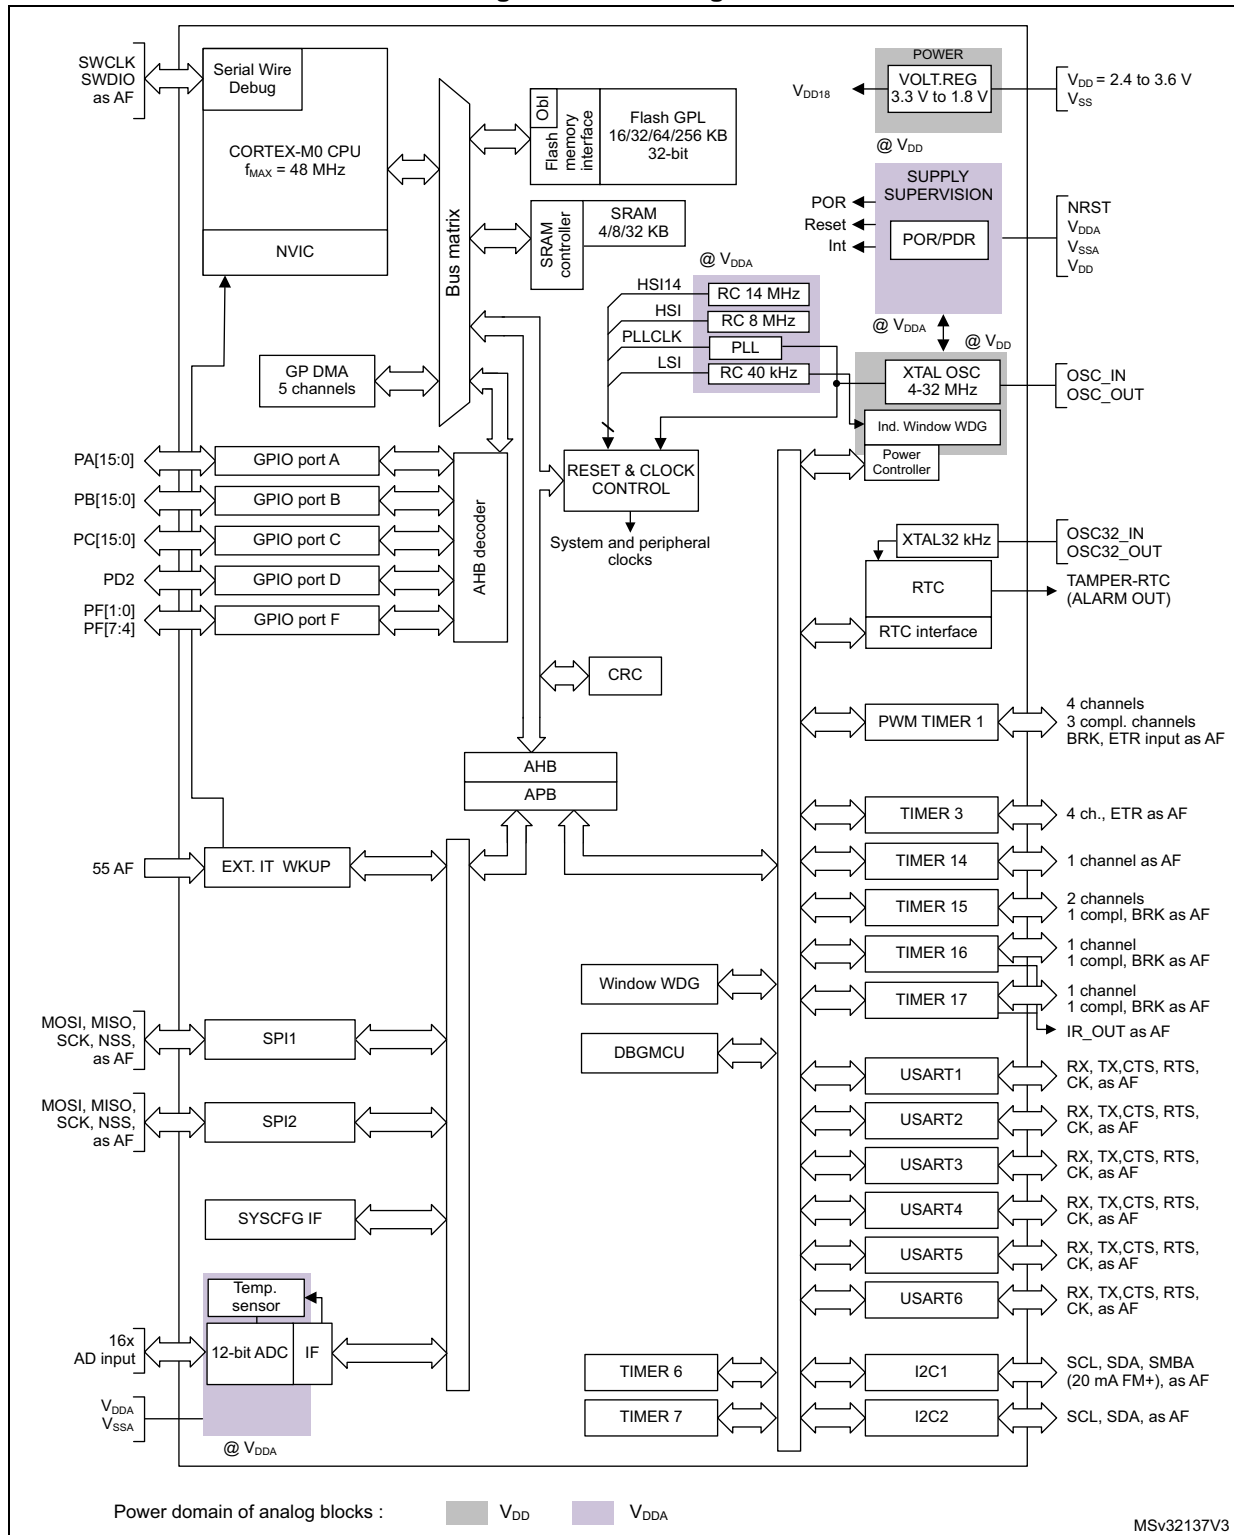 SWCLK
SWDIO
as AF
Serial Wire
Debug
CORTEX-M0 CPU
fMAX = 48 MHz
NVIC
Bus matrix
Obl
Flash
memory
interface
Flash GPL
16/32/64/256 KB
32-bit
SRAM
controller
SRAM
4/8/32 KB
POWER
VOLT.REG
3.3 V to 1.8 V
VDD18
VDD = 2.4 to 3.6 V
VSS
@ VDD
SUPPLY
SUPERVISION
POR
Reset
Int
POR/PDR
NRST
VDDA
VSSA
VDD
@ VDDA
HSI14
HSI
PLLCLK
LSI
RC 14 MHz
RC 8 MHz
PLL
RC 40 kHz
@ VDDA
@ VDD
XTAL OSC
4-32 MHz
OSC_IN
OSC_OUT
Ind. Window WDG
Power
Controller
GP DMA
5 channels
PA[15:0]
GPIO port A
PB[15:0]
GPIO port B
PC[15:0]
GPIO port C
PD2
GPIO port D
PF[1:0]
PF[7:4]
GPIO port F
AHB decoder
RESET & CLOCK
CONTROL
System and peripheral
clocks
XTAL32 kHz
OSC32_IN
OSC32_OUT
RTC
TAMPER-RTC
(ALARM OUT)
RTC interface
CRC
AHB
APB
PWM TIMER 1
4 channels
3 compl. channels
BRK, ETR input as AF
TIMER 3
4 ch., ETR as AF
55 AF
EXT. IT WKUP
TIMER 14
1 channel as AF
TIMER 15
2 channels
1 compl, BRK as AF
TIMER 16
1 channel
1 compl, BRK as AF
Window WDG
TIMER 17
1 channel
1 compl, BRK as AF
IR_OUT as AF
MOSI, MISO,
SCK, NSS,
as AF
SPI1
DBGMCU
USART1
RX, TX,CTS, RTS,
CK, as AF
MOSI, MISO,
SCK, NSS,
as AF
SPI2
USART2
RX, TX,CTS, RTS,
CK, as AF
USART3
RX, TX,CTS, RTS,
CK, as AF
SYSCFG IF
USART4
RX, TX,CTS, RTS,
CK, as AF
USART5
RX, TX,CTS, RTS,
CK, as AF
USART6
RX, TX,CTS, RTS,
CK, as AF
Temp.
sensor
16x
AD input
12-bit ADC
IF
VDDA
VSSA
@ VDDA
TIMER 6
I2C1
SCL, SDA, SMBA
(20 mA FM+), as AF
TIMER 7
I2C2
SCL, SDA, as AF
Power domain of analog blocks :
VDD
VDDA
MSv32137V3